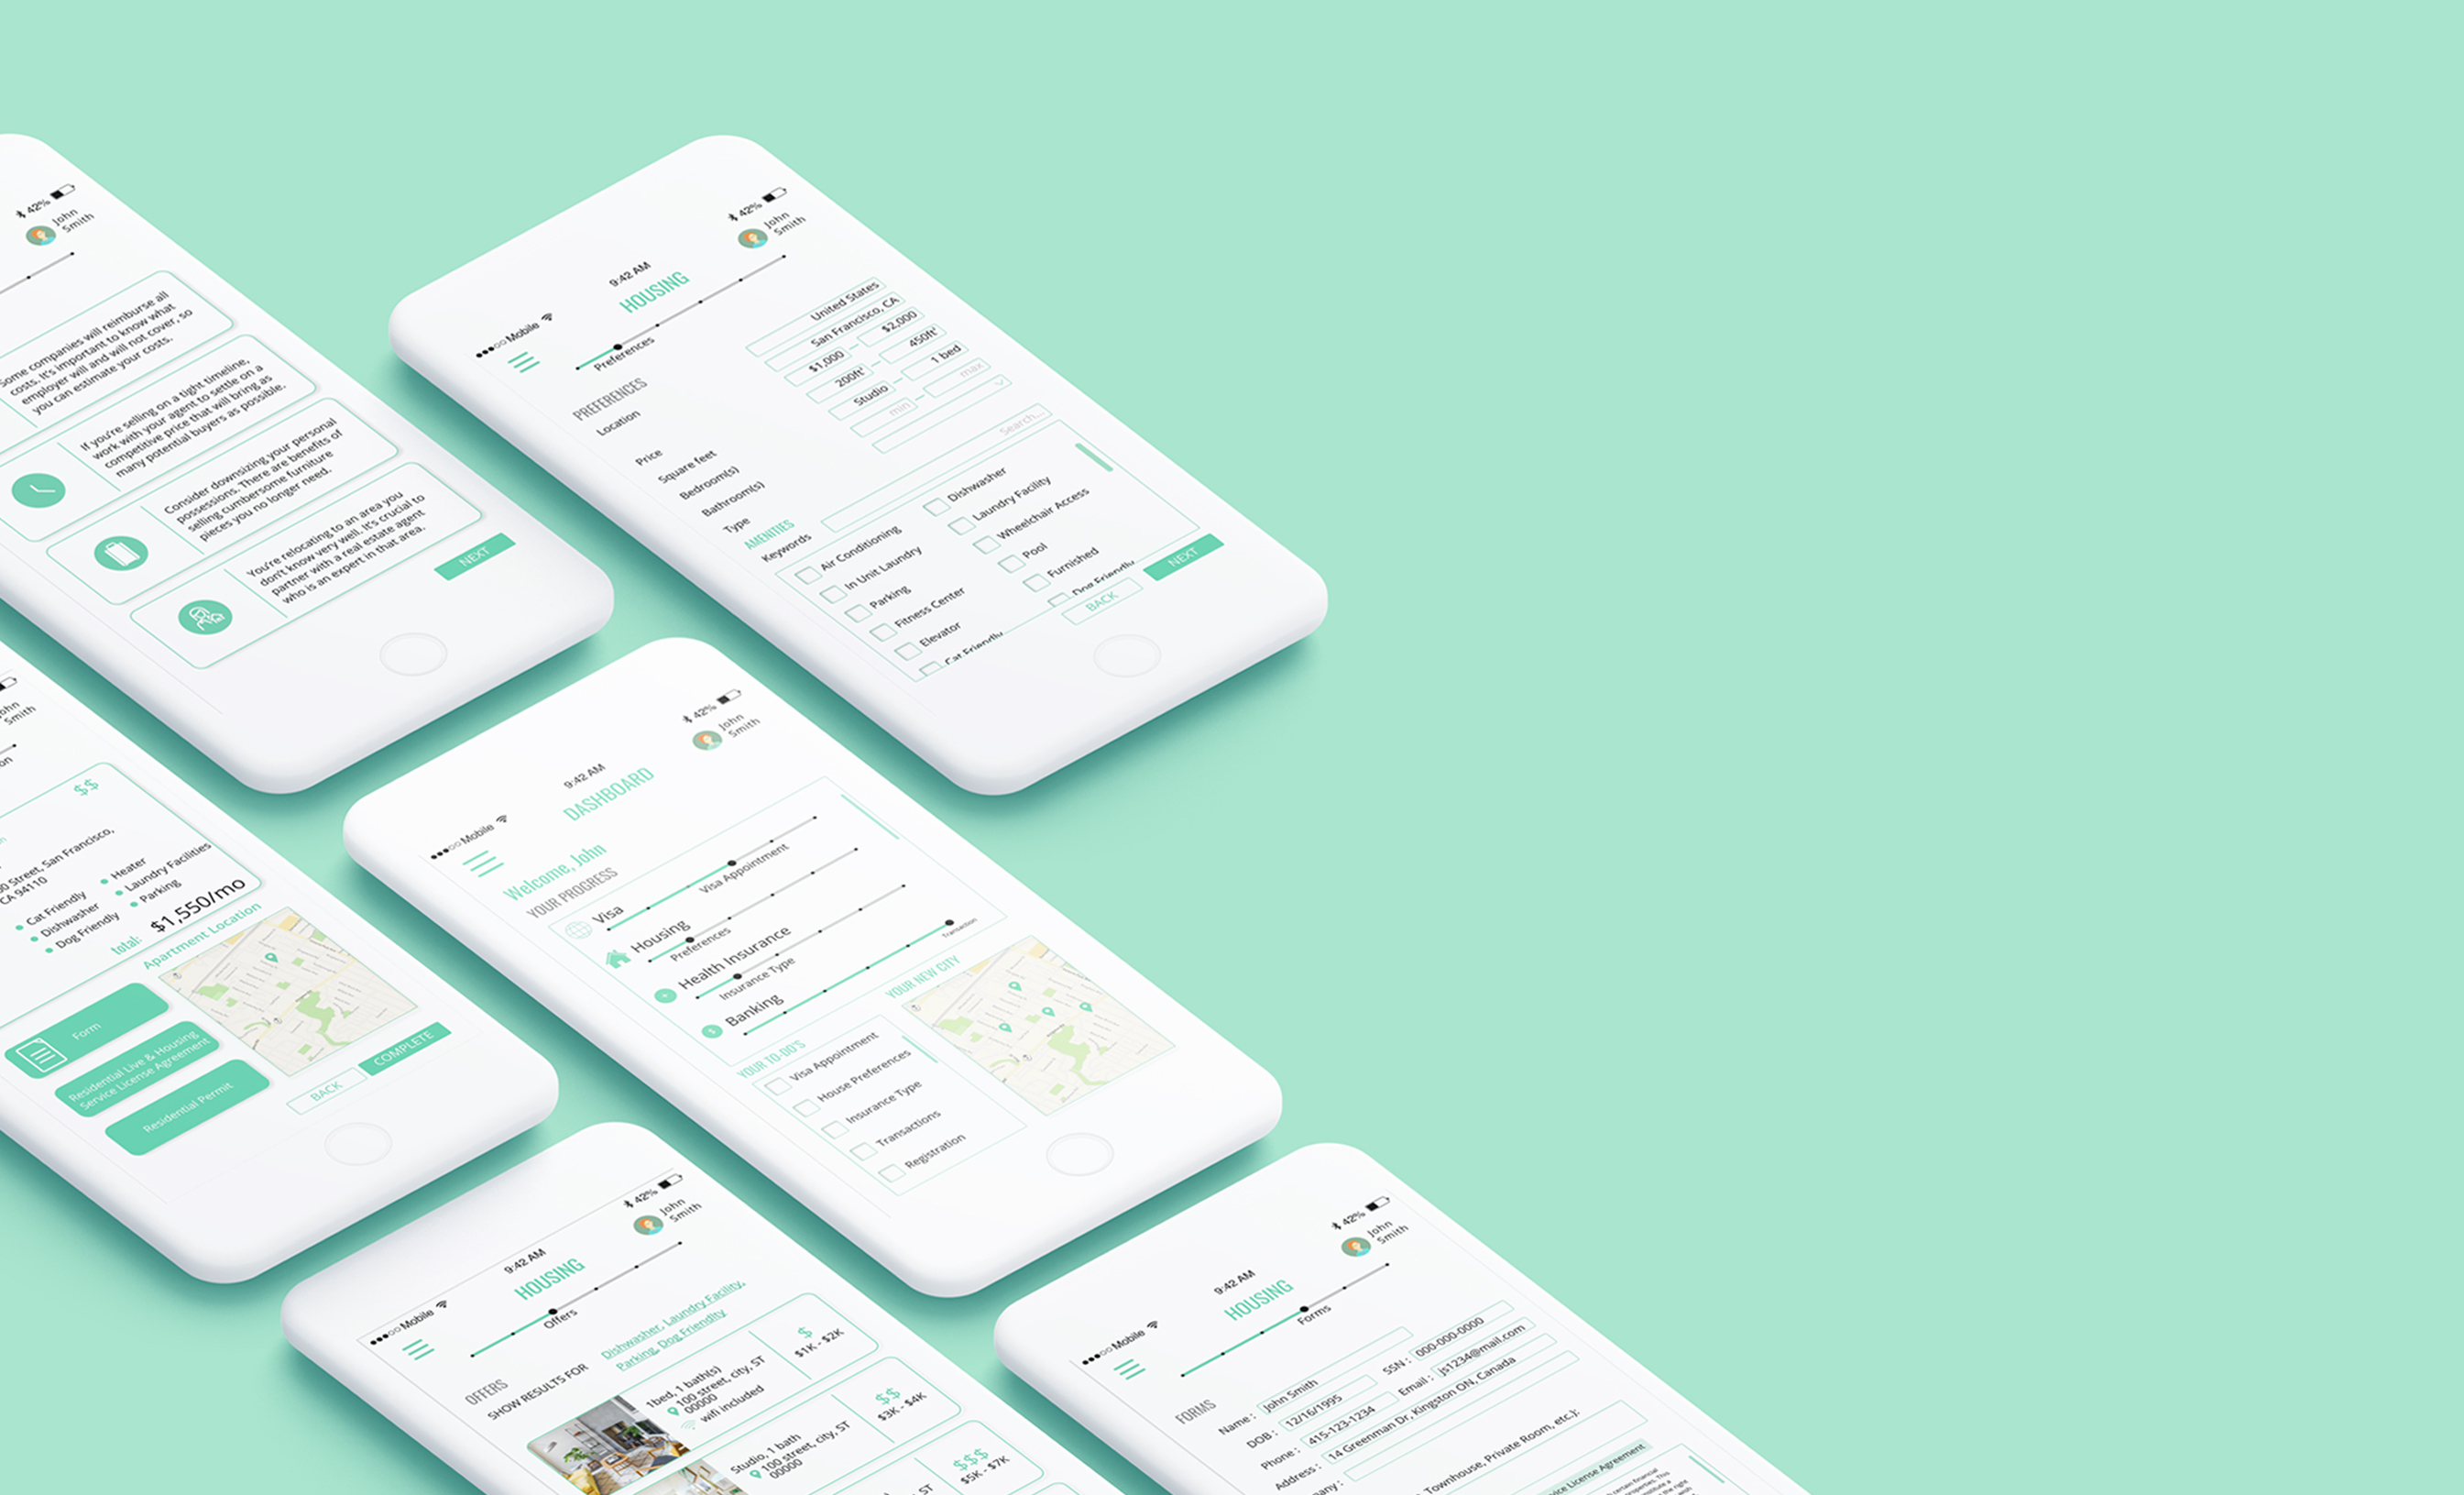 42%
John
Smith
Some companies will reimburse all
costs. It's important to know what
employer will and will not cover, so
you can estimate your costs.
If you're selling on a tight timeline,
work with your agent to settle on a
competitive price that will bring as
many potential buyers as possible.
Consider downsizing your personal
possessions. There are benefits of
selling cumbersome furniture
pieces you no longer need.
You're relocating to an area you
don't know very well. It's crucial to
partner with a real estate agent
who is an expert in that area.
NEXT
Mobile
9:42 AM
42%
John
Smith
HOUSING
Preferences
PREFERENCES
Location
United States
San Francisco, CA
Price
$1,000 – $2,000
Square feet
200ft² – 450ft²
Bedroom(s)
Studio – 1 bed
Bathroom(s)
min – max
Type
AMENITIES
Keywords
Search...
Air Conditioning
In Unit Laundry
Parking
Fitness Center
Elevator
Cat Friendly
Dishwasher
Laundry Facility
Wheelchair Access
Pool
Furnished
Dog Friendly
BACK
NEXT
John
Smith
$$
Street, San Francisco,
CA 94110
Cat Friendly
Dishwasher
Dog Friendly
Heater
Laundry Facilities
Parking
total: $1,550/mo
Apartment Location
Form
Residential Live & Housing
Service License Agreement
Residential Permit
BACK
COMPLETE
Mobile
9:42 AM
42%
John
Smith
DASHBOARD
Welcome, John
YOUR PROGRESS
Visa
Visa Appointment
Housing
Preferences
Health Insurance
Insurance Type
Banking
Transaction
YOUR TO-DO'S
Visa Appointment
House Preferences
Insurance Type
Transactions
Registration
YOUR NEW CITY
Mobile
9:42 AM
42%
John
Smith
HOUSING
Offers
OFFERS
SHOW RESULTS FOR
Dishwasher, Laundry Facility,
Parking, Dog Friendlty
1bed, 1 bath(s)
100 street, city, ST
00000
wifi included
$
$1K - $2K
Studio, 1 bath
100 street, city, ST
00000
$$
$3K - $4K
ST
$$$
$5K - $7K
Mobile
9:42 AM
42%
John
Smith
HOUSING
Forms
FORMS
Name : John Smith
DOB : 12/16/1995
SSN : 000-000-0000
Phone : 415-123-1234
Email : js1234@mail.com
Address : 14 Greenman Dr, Kingston ON, Canada
Townhouse, Private Room, etc.):
License Agreement